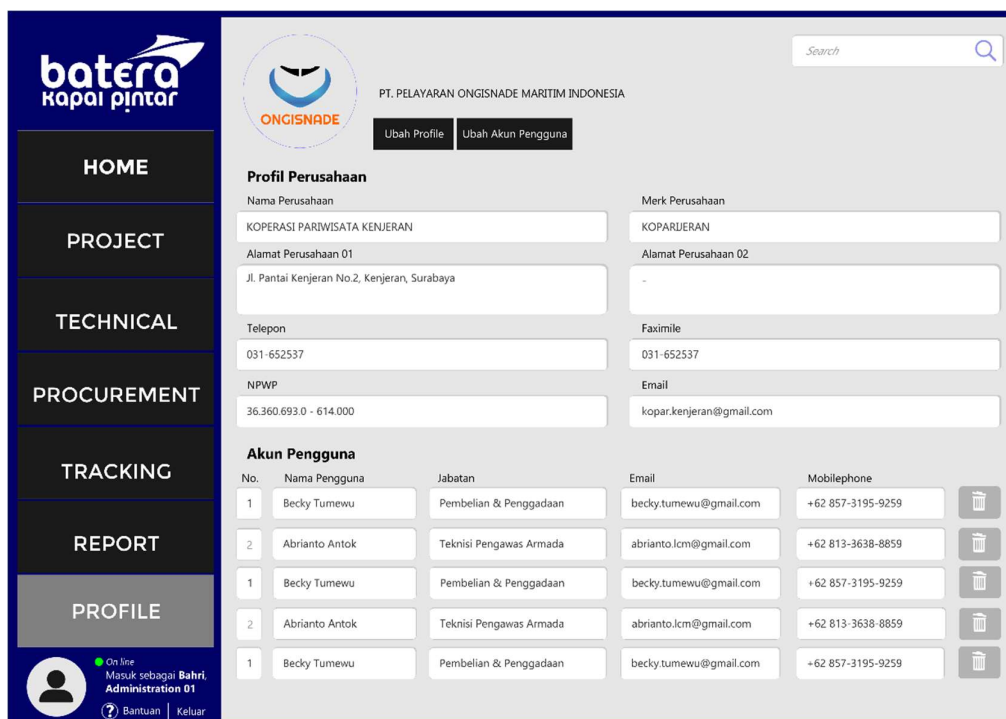 batera
kapal pintar
HOME
PROJECT
TECHNICAL
PROCUREMENT
TRACKING
REPORT
PROFILE
On line
Masuk sebagai Bahri,
Administration 01
? Bantuan | Keluar
Search
ONGISNADE
PT. PELAYARAN ONGISNADE MARITIM INDONESIA
Ubah Profile Ubah Akun Pengguna
Profil Perusahaan
Nama Perusahaan Merk Perusahaan
KOPERASI PARIWISATA KENJERAN KOPARIJERAN
Alamat Perusahaan 01 Alamat Perusahaan 02
Jl. Pantai Kenjeran No.2, Kenjeran, Surabaya -
Telepon Faximile
031-652537 031-652537
NPWP Email
36.360.693.0 - 614.000 kopar.kenjeran@gmail.com
Akun Pengguna
No. Nama Pengguna Jabatan Email Mobilephone
1 Becky Tumewu Pembelian & Penggadaan becky.tumewu@gmail.com +62 857-3195-9259
2 Abrianto Antok Teknisi Pengawas Armada abrianto.lcm@gmail.com +62 813-3638-8859
1 Becky Tumewu Pembelian & Penggadaan becky.tumewu@gmail.com +62 857-3195-9259
2 Abrianto Antok Teknisi Pengawas Armada abrianto.lcm@gmail.com +62 813-3638-8859
1 Becky Tumewu Pembelian & Penggadaan becky.tumewu@gmail.com +62 857-3195-9259